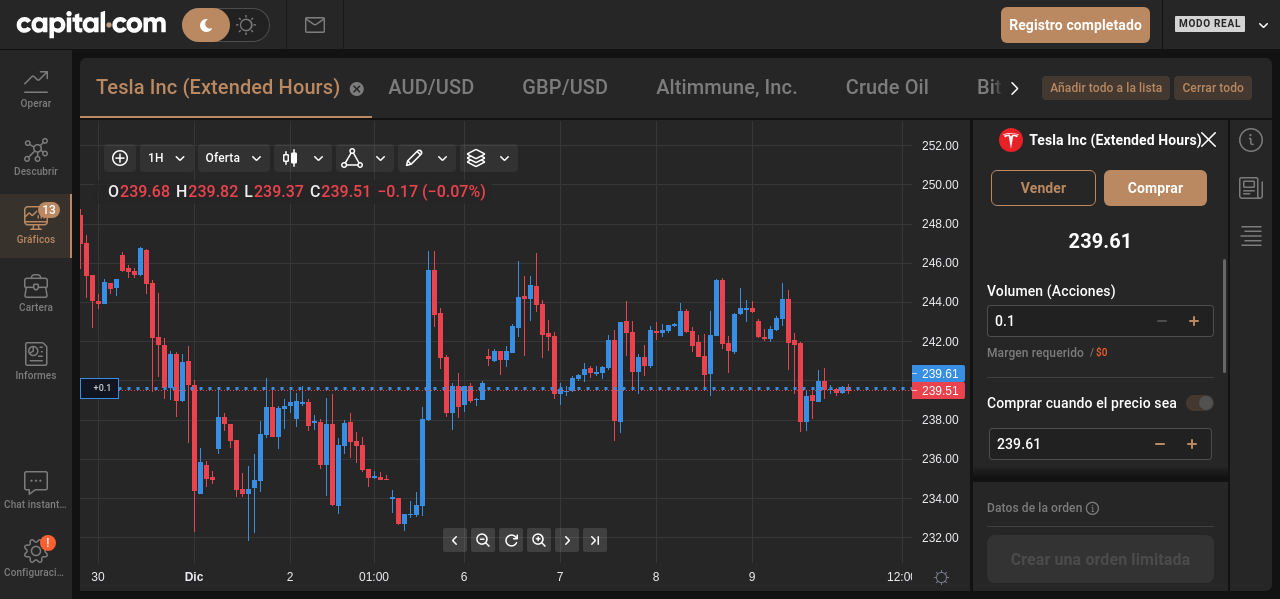 capital.com
Registro completado
MODO REAL
Operar
Descubrir
13
Gráficos
Cartera
Informes
Chat instant...
!
Configuraci...
Tesla Inc (Extended Hours)
AUD/USD
GBP/USD
Altimmune, Inc.
Crude Oil
Bit
Añadir todo a la lista
Cerrar todo
1H
Oferta
O239.68 H239.82 L239.37 C239.51 −0.17 (−0.07%)
+0.1
252.00
250.00
248.00
246.00
244.00
242.00
239.61
239.51
238.00
236.00
234.00
232.00
30
Dic
2
01:00
6
7
8
9
12:00
Tesla Inc (Extended Hours)
Vender
Comprar
239.61
Volumen (Acciones)
0.1
Margen requerido / $0
Comprar cuando el precio sea
239.61
Datos de la orden
Crear una orden limitada